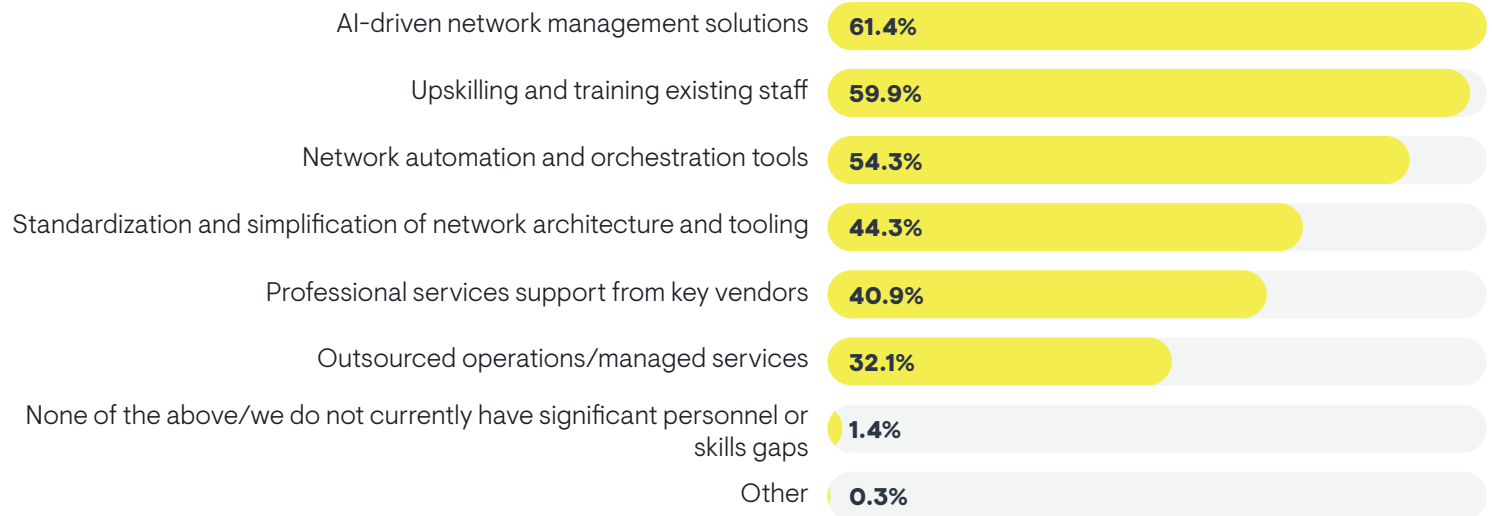 AI-driven network management solutions 61.4%
Upskilling and training existing staff 59.9%
Network automation and orchestration tools 54.3%
Standardization and simplification of network architecture and tooling 44.3%
Professional services support from key vendors 40.9%
Outsourced operations/managed services 32.1%
None of the above/we do not currently have significant personnel or
skills gaps 1.4%
Other 0.3%